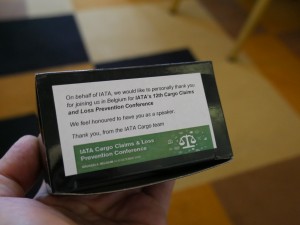 On behalf of IATA, we would like to personally thank you
for joining us in Belgium for IATA's 12th Cargo Claims
and Loss Prevention Conference
We feel honoured to have you as a speaker.
Thank you, from the IATA Cargo team
IATA Cargo Claims & Loss
Prevention Conference